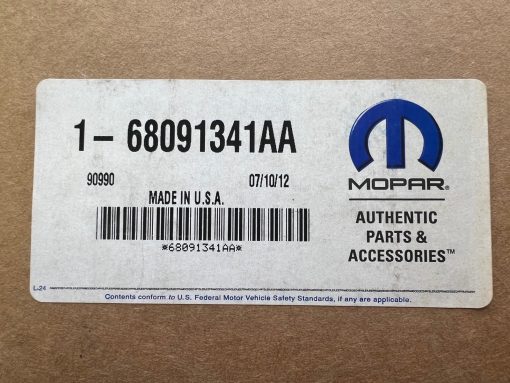 1– 68091341AA
90990 07/10/12
MADE IN U.S.A.
*68091341AA*
MOPAR®
AUTHENTIC
PARTS &
ACCESSORIES™
L-24
Contents conform to U.S. Federal Motor Vehicle Safety Standards, if any are applicable.